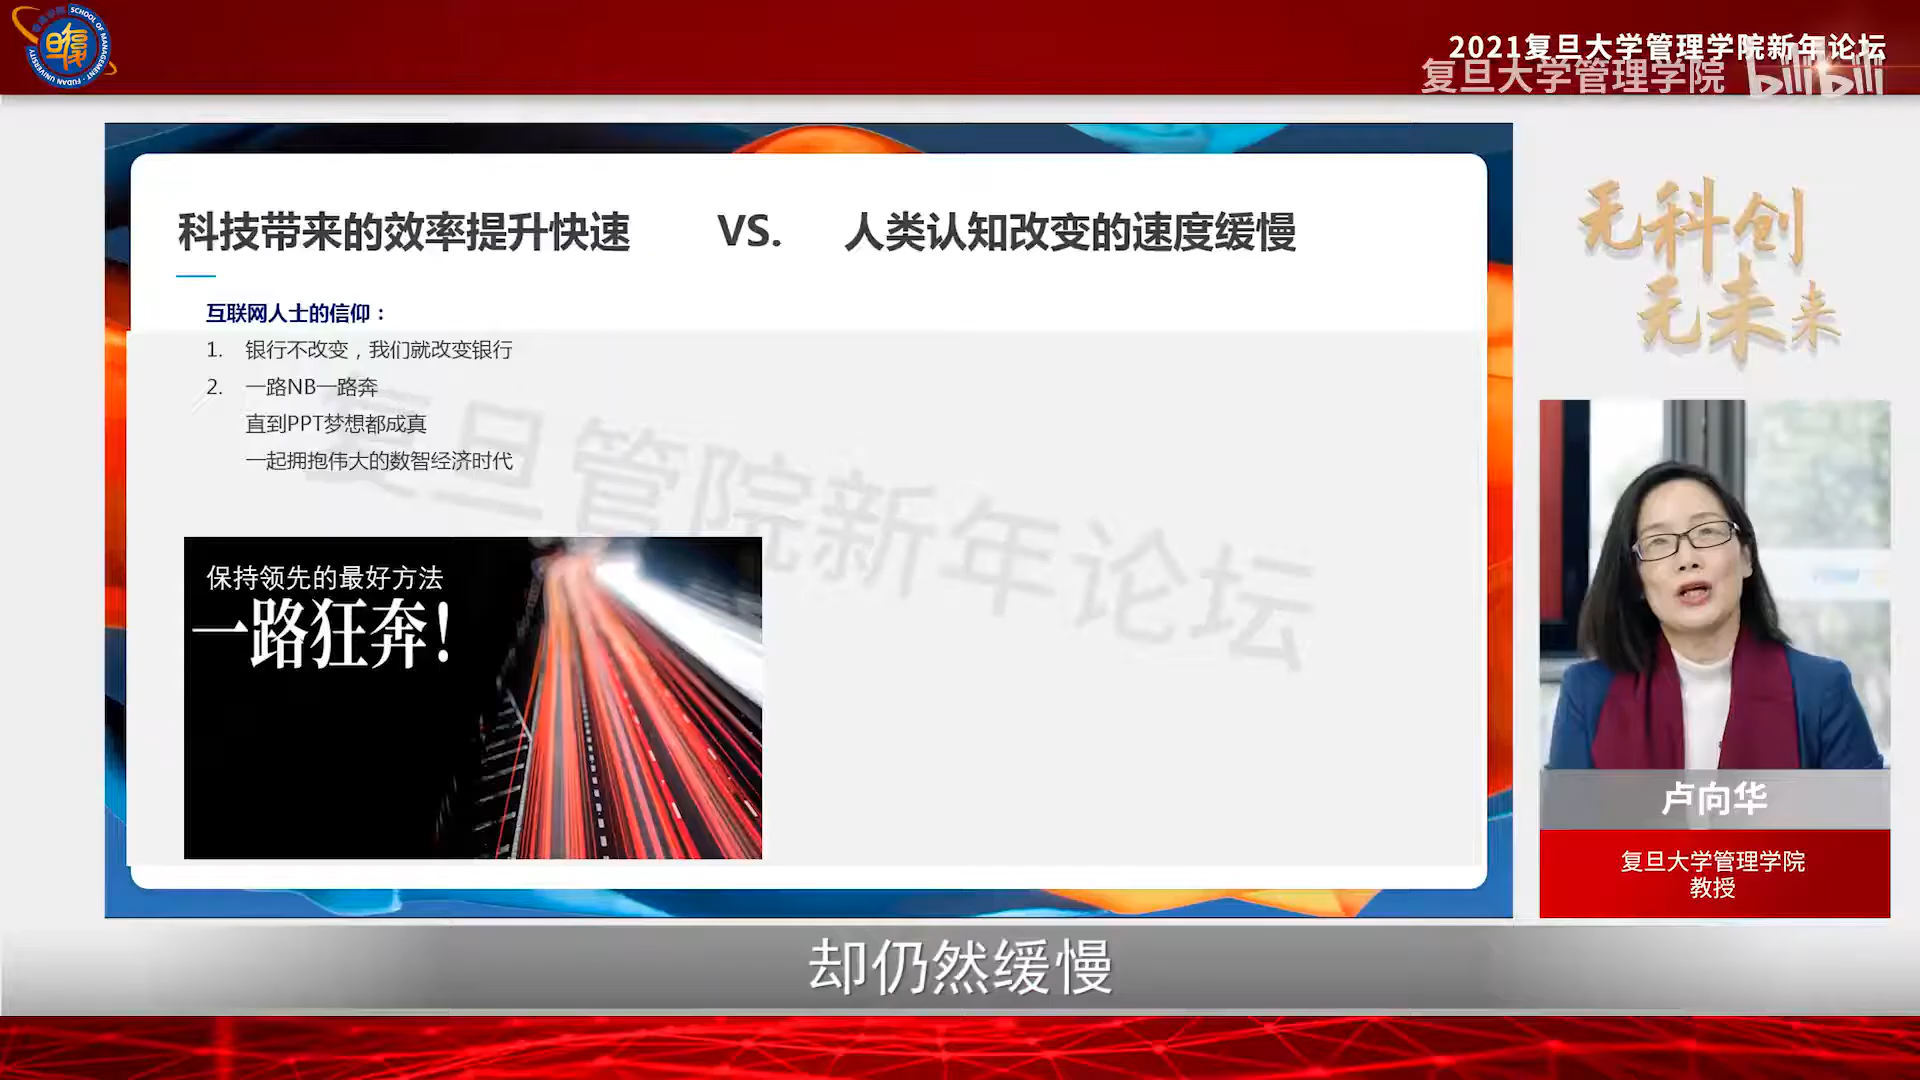 SCHOOL OF MANAGEMENT · FUDAN UNIVERSITY
2021复旦大学管理学院新年论坛
复旦大学管理学院 bilibili
无科创
无未来
科技带来的效率提升快速 VS. 人类认知改变的速度缓慢
互联网人士的信仰：
1. 银行不改变，我们就改变银行
2. 一路NB一路奔
直到PPT梦想都成真
一起拥抱伟大的数智经济时代
复旦管院新年论坛
保持领先的最好方法
一路狂奔！
卢向华
复旦大学管理学院
教授
却仍然缓慢